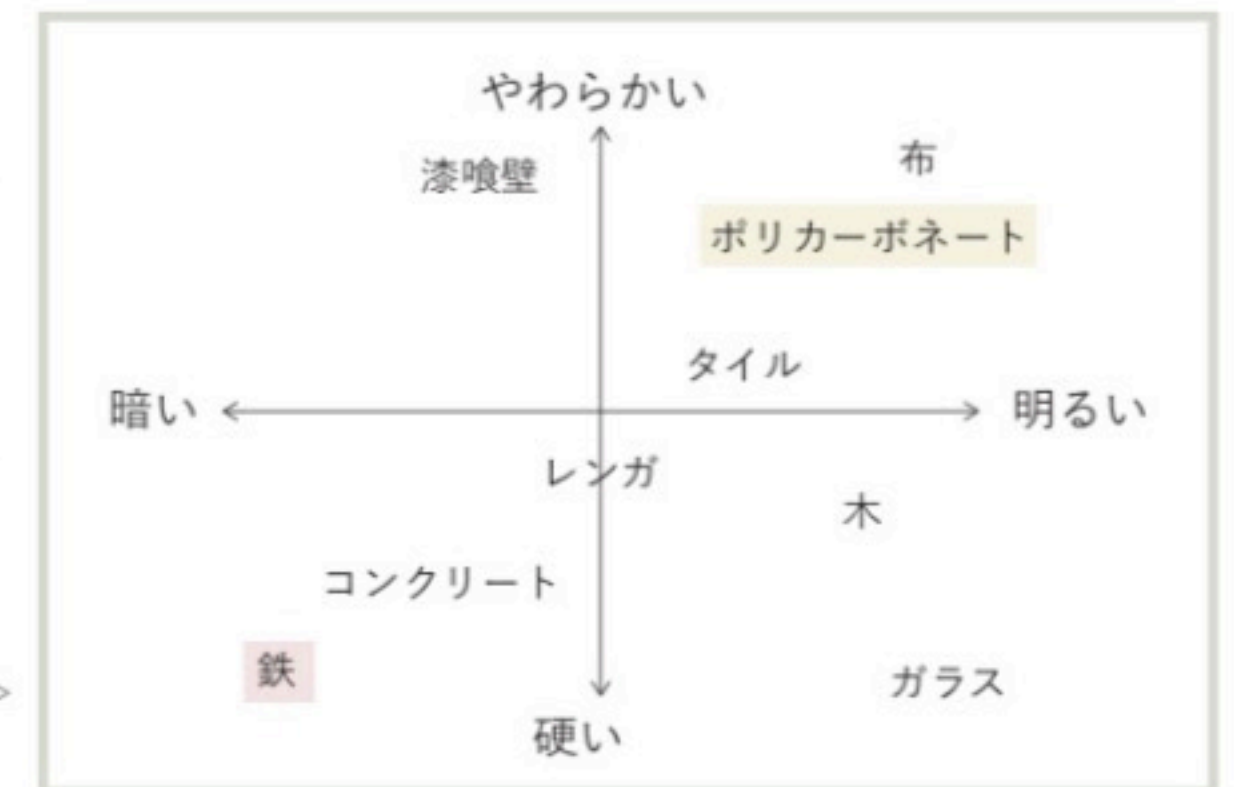 やわらかい
布
漆喰壁
ポリカーボネート
タイル
暗い
明るい
レンガ
木
コンクリート
鉄
ガラス
硬い